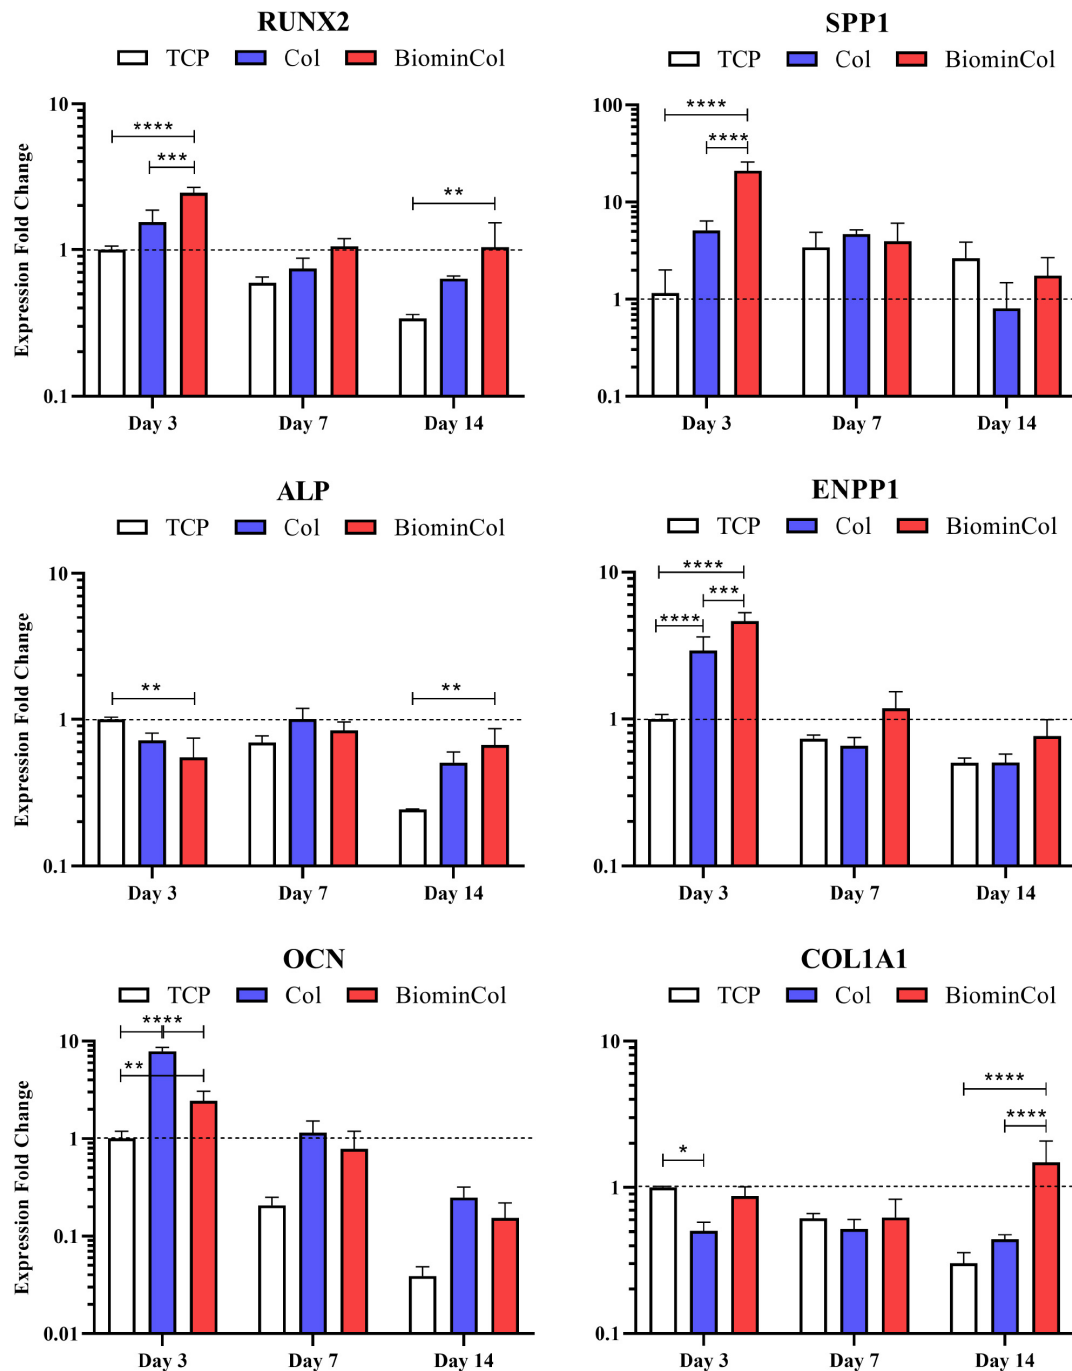 RUNX2
TCP Col BiominCol
Expression Fold Change
10
1
0.1
**** 
***
**
Day 3 Day 7 Day 14
SPP1
TCP Col BiominCol
100
10
1
0.1
****
****
Day 3 Day 7 Day 14
ALP
TCP Col BiominCol
Expression Fold Change
10
1
0.1
** **
Day 3 Day 7 Day 14
ENPP1
TCP Col BiominCol
10
1
0.1
****
***
****
Day 3 Day 7 Day 14
OCN
TCP Col BiominCol
Expression Fold Change
10
1
0.1
0.01
****
**
Day 3 Day 7 Day 14
COL1A1
TCP Col BiominCol
10
1
0.1
****
****
*
Day 3 Day 7 Day 14